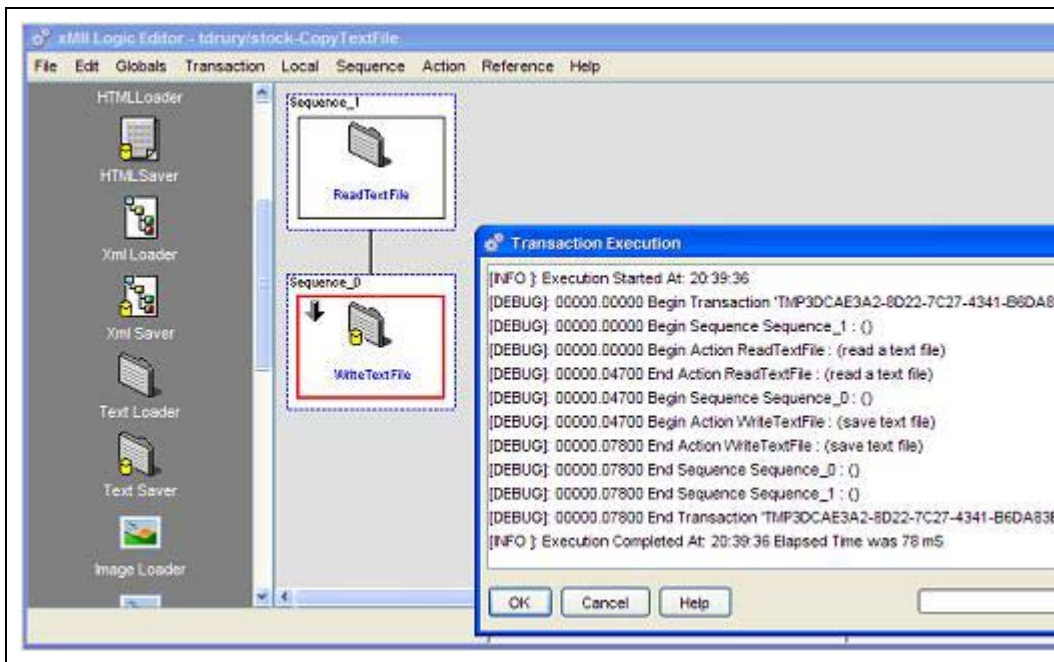 xMII Logic Editor - tdrury/stock-CopyTextFile
File Edit Globals Transaction Local Sequence Action Reference Help
HTMLLoader
HTMLSaver
Xml Loader
Xml Saver
Text Loader
Text Saver
Image Loader
Sequence_1
ReadTextFile
Sequence_0
WriteTextFile
Transaction Execution
[INFO ]: Execution Started At: 20:39:36
[DEBUG]: 00000.00000 Begin Transaction 'TMP3DCAE3A2-8D22-7C27-4341-B6DA8
[DEBUG]: 00000.00000 Begin Sequence Sequence_1 : ()
[DEBUG]: 00000.00000 Begin Action ReadTextFile : (read a text file)
[DEBUG]: 00000.04700 End Action ReadTextFile : (read a text file)
[DEBUG]: 00000.04700 Begin Sequence Sequence_0 : ()
[DEBUG]: 00000.04700 Begin Action WriteTextFile : (save text file)
[DEBUG]: 00000.07800 End Action WriteTextFile : (save text file)
[DEBUG]: 00000.07800 End Sequence Sequence_0 : ()
[DEBUG]: 00000.07800 End Sequence Sequence_1 : ()
[DEBUG]: 00000.07800 End Transaction 'TMP3DCAE3A2-8D22-7C27-4341-B6DA83E
[INFO ]: Execution Completed At: 20:39:36 Elapsed Time was 78 mS
OK Cancel Help